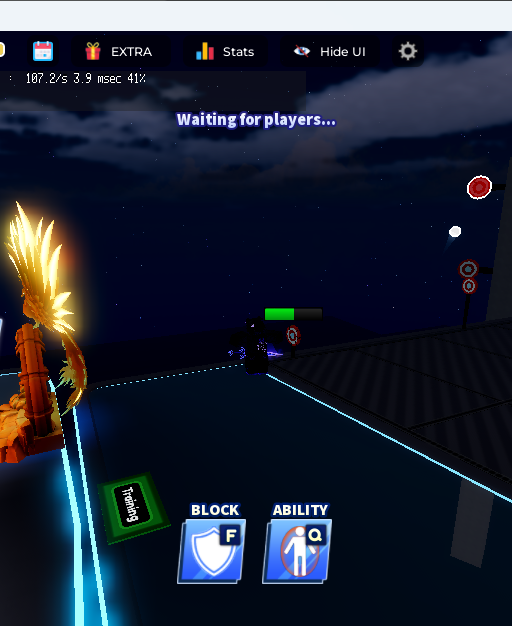 EXTRA
Stats
Hide UI
: 107.2/s 3.9 msec 41%
Waiting for players...
Training
BLOCK
ABILITY
F
Q